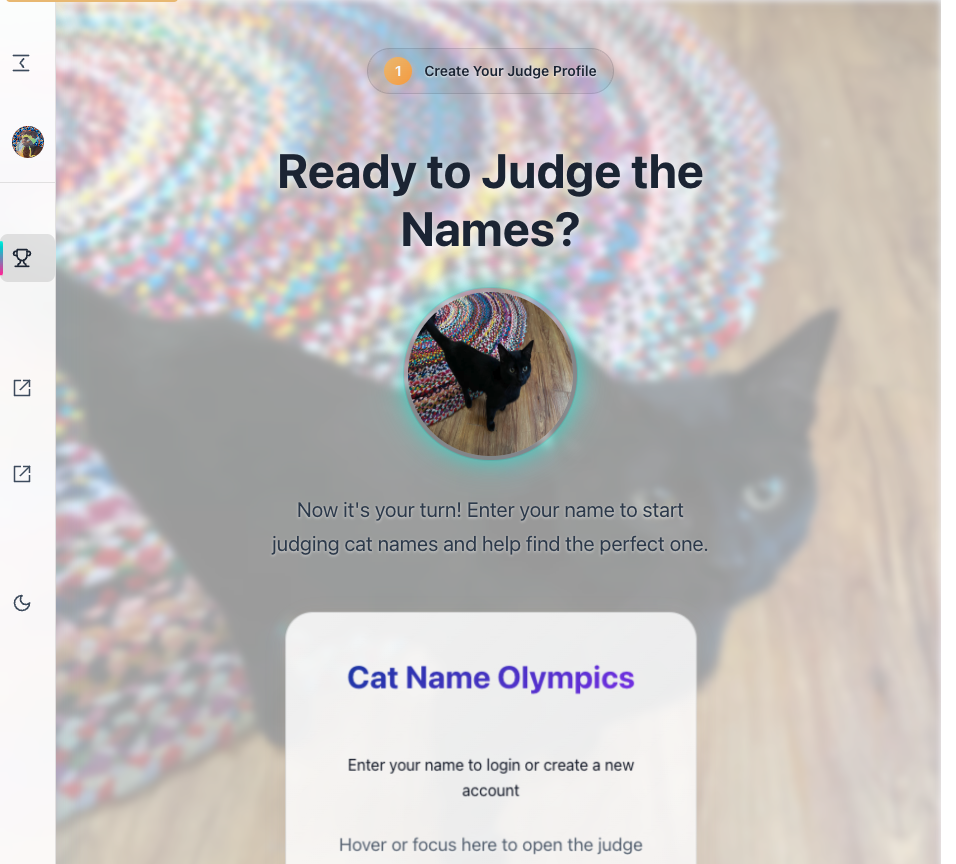 1 Create Your Judge Profile
Ready to Judge the
Names?
Now it's your turn! Enter your name to start
judging cat names and help find the perfect one.
Cat Name Olympics
Enter your name to login or create a new
account
Hover or focus here to open the judge